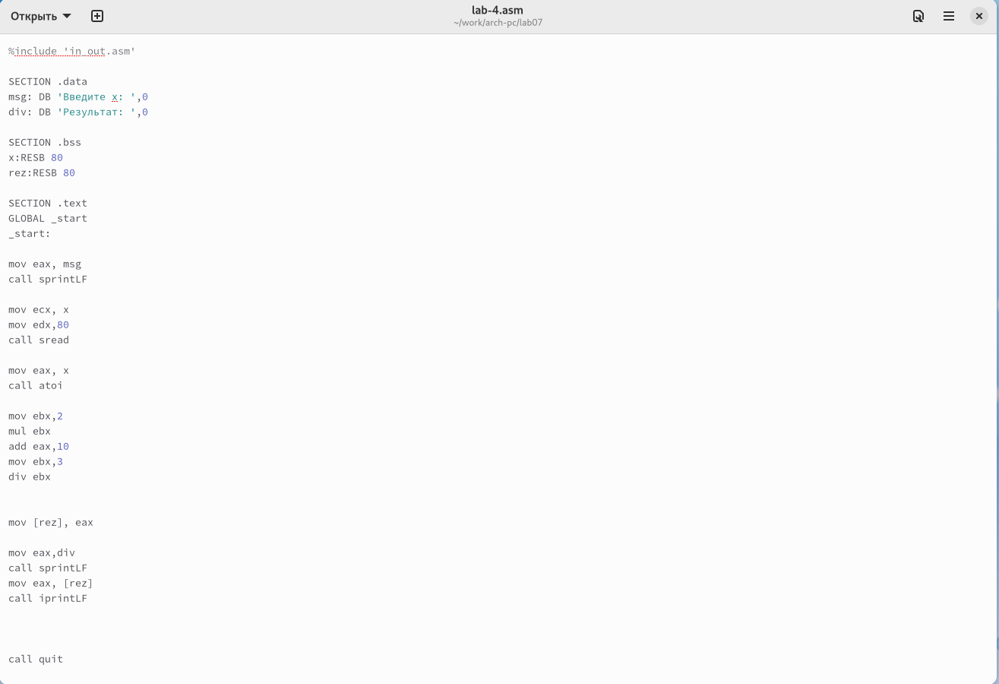 Открыть
lab-4.asm
~/work/arch-pc/lab07
%include 'in_out.asm'
SECTION .data
msg: DB 'Введите x: ',0
div: DB 'Результат: ',0
SECTION .bss
x:RESB 80
rez:RESB 80
SECTION .text
GLOBAL _start
_start:
mov eax, msg
call sprintLF
mov ecx, x
mov edx,80
call sread
mov eax, x
call atoi
mov ebx,2
mul ebx
add eax,10
mov ebx,3
div ebx
mov [rez], eax
mov eax,div
call sprintLF
mov eax, [rez]
call iprintLF
call quit